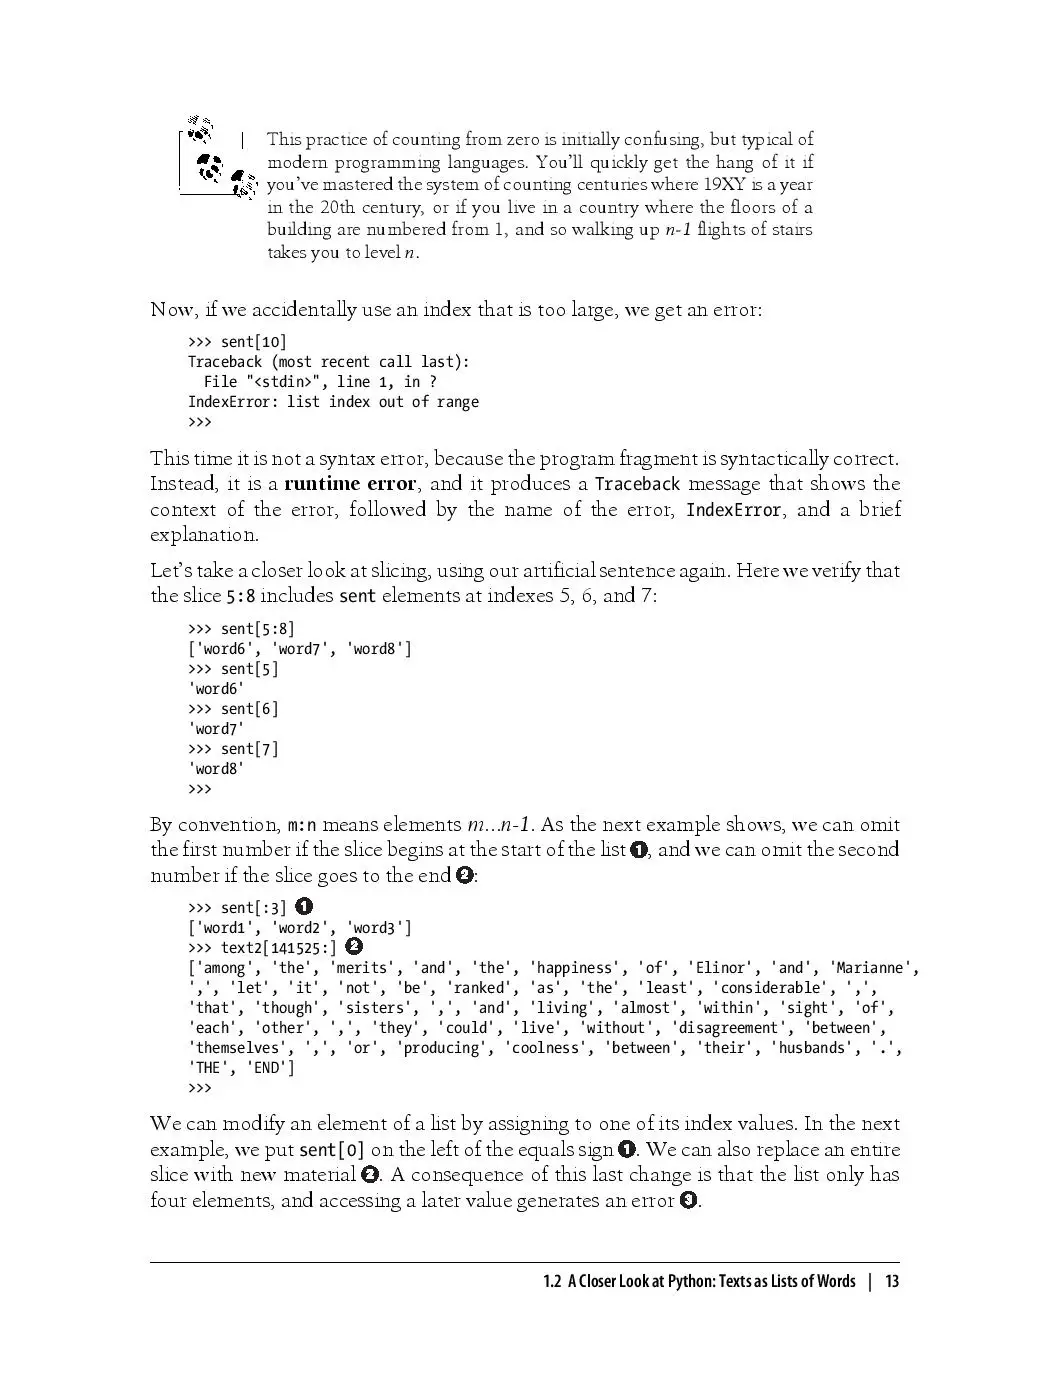 This practice of counting from zero is initially confusing, but typical of
modern programming languages. You'll quickly get the hang of it if
you've mastered the system of counting centuries where 19XY is a year
in the 20th century, or if you live in a country where the floors of a
building are numbered from 1, and so walking up n-1 flights of stairs
takes you to level n.
Now, if we accidentally use an index that is too large, we get an error:
>>> sent[10]
Traceback (most recent call last):
  File "<stdin>", line 1, in ?
IndexError: list index out of range
>>>
This time it is not a syntax error, because the program fragment is syntactically correct.
Instead, it is a runtime error, and it produces a Traceback message that shows the
context of the error, followed by the name of the error, IndexError, and a brief
explanation.
Let's take a closer look at slicing, using our artificial sentence again. Here we verify that
the slice 5:8 includes sent elements at indexes 5, 6, and 7:
>>> sent[5:8]
['word6', 'word7', 'word8']
>>> sent[5]
'word6'
>>> sent[6]
'word7'
>>> sent[7]
'word8'
>>>
By convention, m:n means elements m…n-1. As the next example shows, we can omit
the first number if the slice begins at the start of the list ❶, and we can omit the second
number if the slice goes to the end ❷:
>>> sent[:3] ❶
['word1', 'word2', 'word3']
>>> text2[141525:] ❷
['among', 'the', 'merits', 'and', 'the', 'happiness', 'of', 'Elinor', 'and', 'Marianne',
',', 'let', 'it', 'not', 'be', 'ranked', 'as', 'the', 'least', 'considerable', ',',
'that', 'though', 'sisters', ',', 'and', 'living', 'almost', 'within', 'sight', 'of',
'each', 'other', ',', 'they', 'could', 'live', 'without', 'disagreement', 'between',
'themselves', ',', 'or', 'producing', 'coolness', 'between', 'their', 'husbands', '.',
'THE', 'END']
>>>
We can modify an element of a list by assigning to one of its index values. In the next
example, we put sent[0] on the left of the equals sign ❶. We can also replace an entire
slice with new material ❷. A consequence of this last change is that the list only has
four elements, and accessing a later value generates an error ❸.
1.2 A Closer Look at Python: Texts as Lists of Words | 13